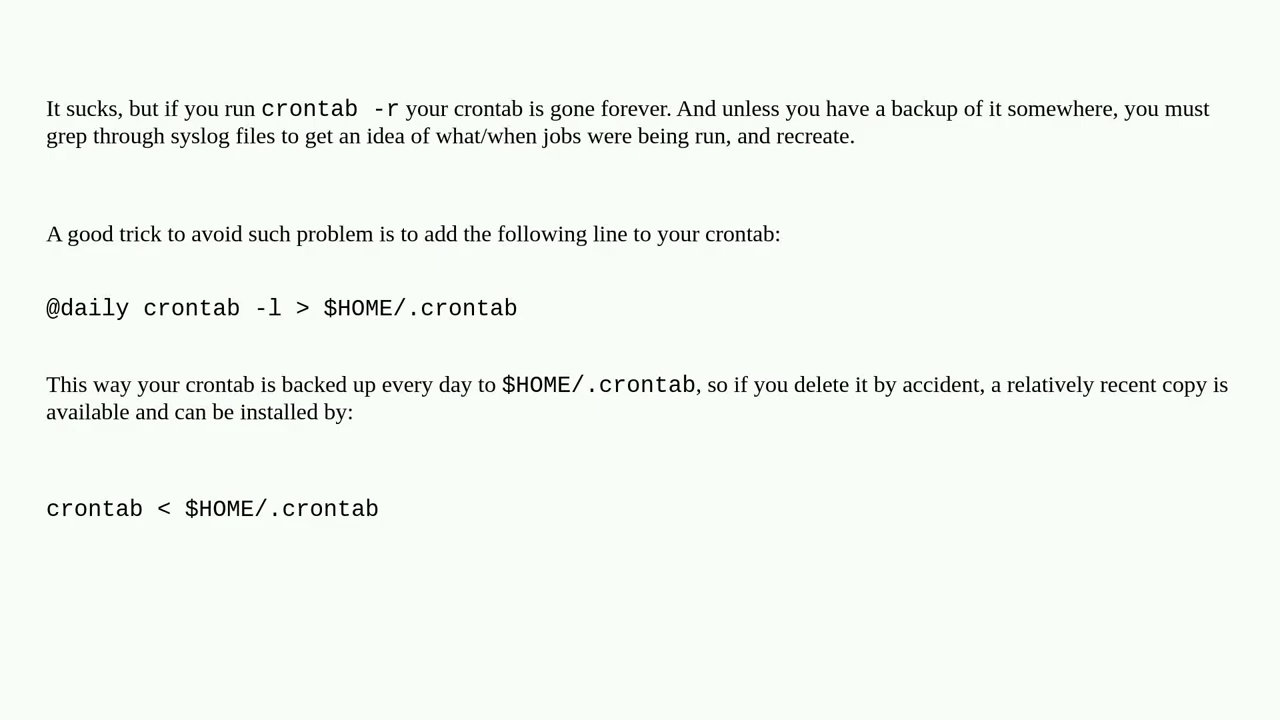 It sucks, but if you run crontab -r your crontab is gone forever. And unless you have a backup of it somewhere, you must
grep through syslog files to get an idea of what/when jobs were being run, and recreate.
A good trick to avoid such problem is to add the following line to your crontab:
@daily crontab -l > $HOME/.crontab
This way your crontab is backed up every day to $HOME/.crontab, so if you delete it by accident, a relatively recent copy is
available and can be installed by:
crontab < $HOME/.crontab